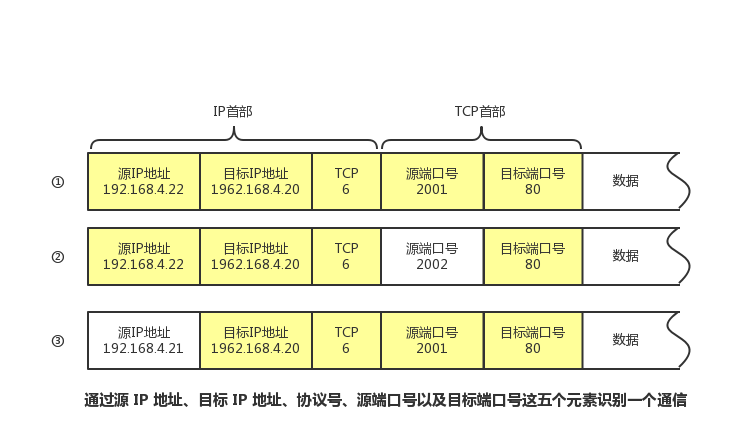 IP首部
TCP首部
①
源IP地址
192.168.4.22
目标IP地址
1962.168.4.20
TCP
6
源端口号
2001
目标端口号
80
数据
②
源IP地址
192.168.4.22
目标IP地址
1962.168.4.20
TCP
6
源端口号
2002
目标端口号
80
数据
③
源IP地址
192.168.4.21
目标IP地址
1962.168.4.20
TCP
6
源端口号
2001
目标端口号
80
数据
通过源 IP 地址、目标 IP 地址、协议号、源端口号以及目标端口号这五个元素识别一个通信